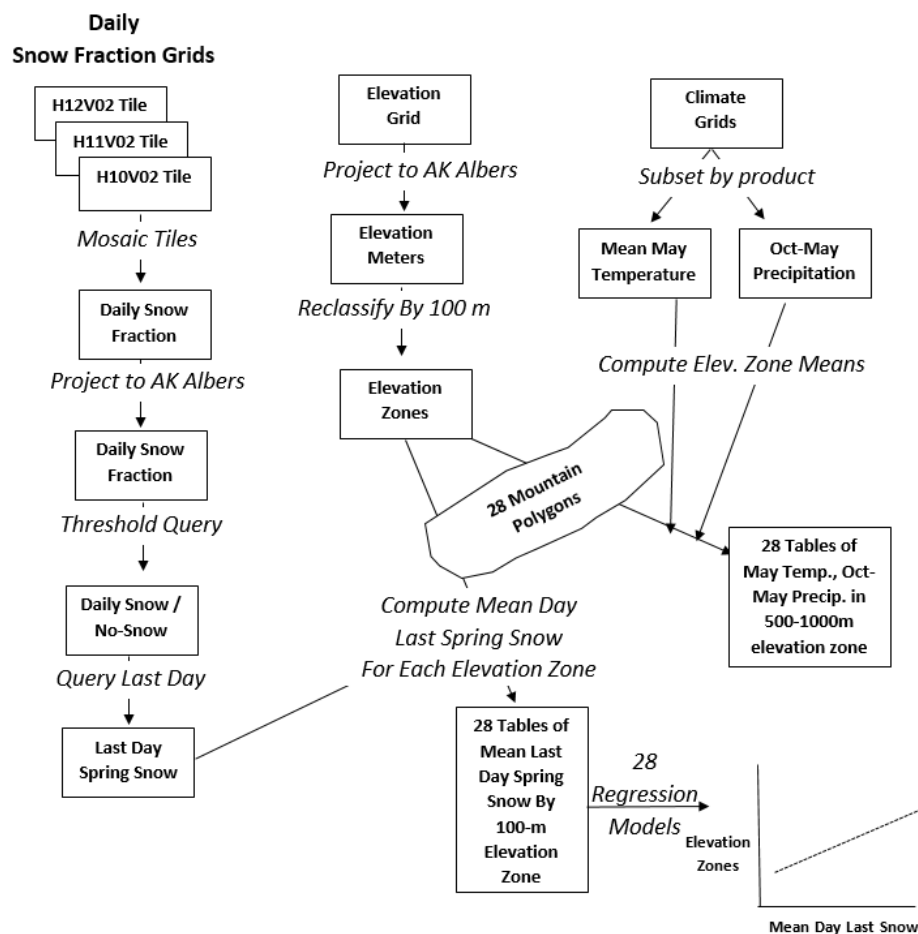 Daily
Snow Fraction Grids
H12V02 Tile
H11V02 Tile
H10V02 Tile
Mosaic Tiles
Daily Snow
Fraction
Project to AK Albers
Daily Snow
Fraction
Threshold Query
Daily Snow /
No-Snow
Query Last Day
Last Day
Spring Snow
Elevation
Grid
Project to AK Albers
Elevation
Meters
Reclassify By 100 m
Elevation
Zones
28 Mountain
Polygons
Compute Mean Day
Last Spring Snow
For Each Elevation Zone
28 Tables of
Mean Last
Day Spring
Snow By
100-m
Elevation
Zone
28
Regression
Models
Climate
Grids
Subset by product
Mean May
Temperature
Oct-May
Precipitation
Compute Elev. Zone Means
28 Tables of
May Temp., Oct-
May Precip. in
500-1000m
elevation zone
Elevation
Zones
Mean Day Last Snow